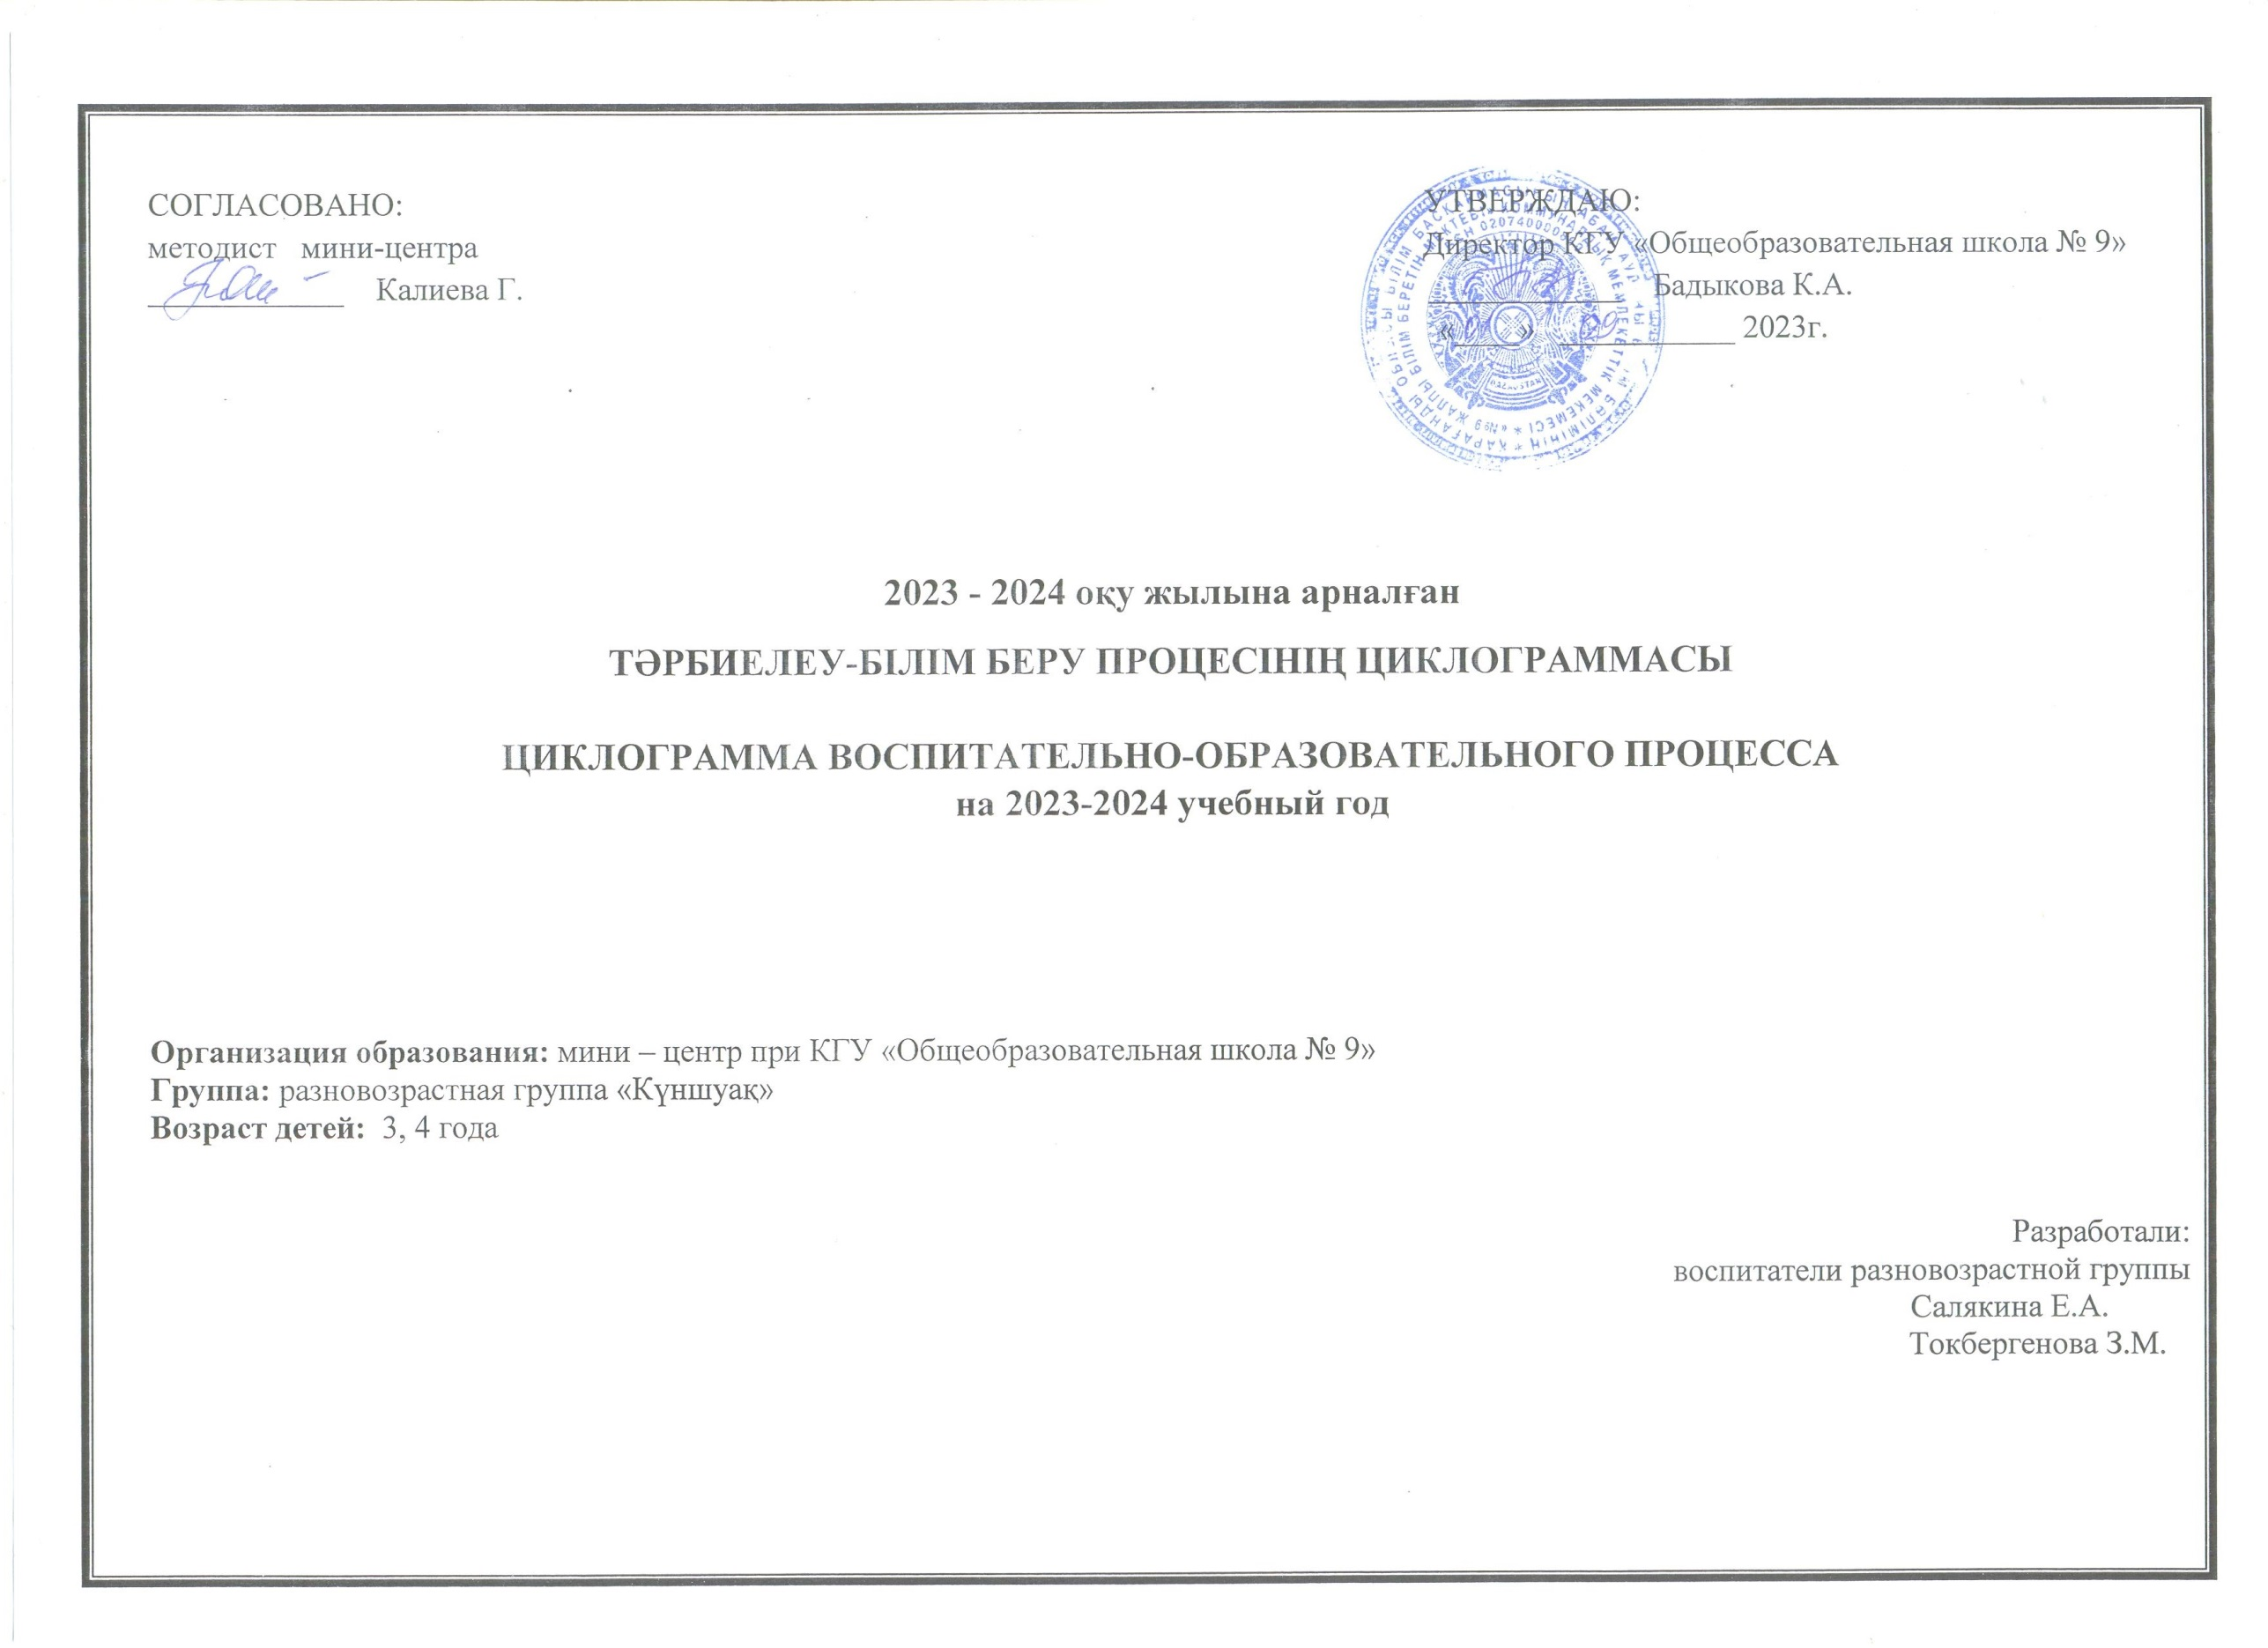 СОГЛАСОВАНО:
методист мини-центра
Калиева Г.
УТВЕРЖДАЮ:
Директор КГУ «Общеобразовательная школа № 9»
Бадыкова К.А.
«01» 09 2023г.
2023 - 2024 оқу жылына арналған
ТӘРБИЕЛЕУ-БІЛІМ БЕРУ ПРОЦЕСІНІҢ ЦИКЛОГРАММАСЫ
ЦИКЛОГРАММА ВОСПИТАТЕЛЬНО-ОБРАЗОВАТЕЛЬНОГО ПРОЦЕССА
на 2023-2024 учебный год
Организация образования: мини – центр при КГУ «Общеобразовательная школа № 9»
Группа: разновозрастная группа «Күншуақ»
Возраст детей: 3, 4 года
Разработали:
воспитатели разновозрастной группы
Салякина Е.А.
Токбергенова З.М.